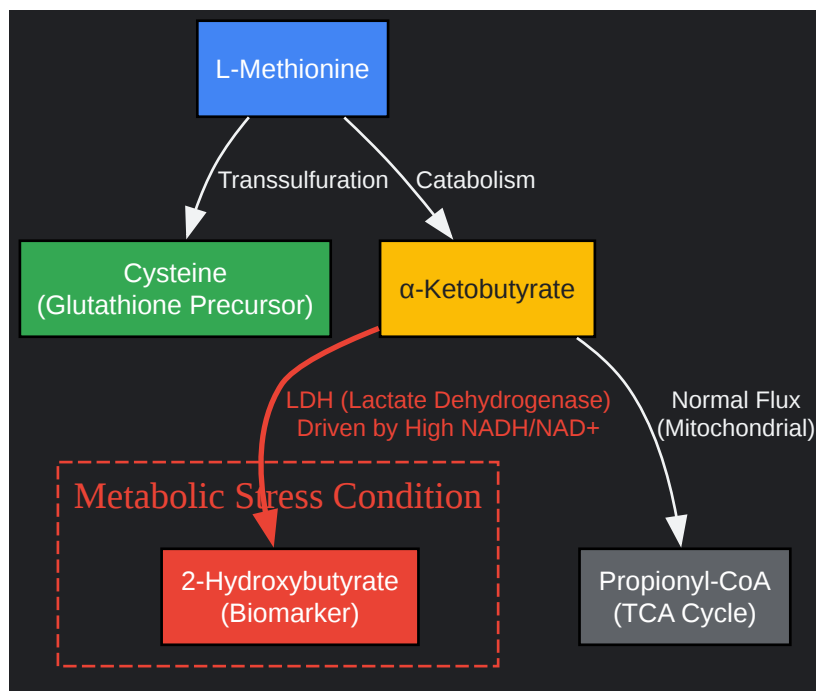 L-Methionine
Transsulfuration
Catabolism
Cysteine
(Glutathione Precursor)
α-Ketobutyrate
LDH (Lactate Dehydrogenase)
Driven by High NADH/NAD+
Normal Flux
(Mitochondrial)
Metabolic Stress Condition
2-Hydroxybutyrate
(Biomarker)
Propionyl-CoA
(TCA Cycle)